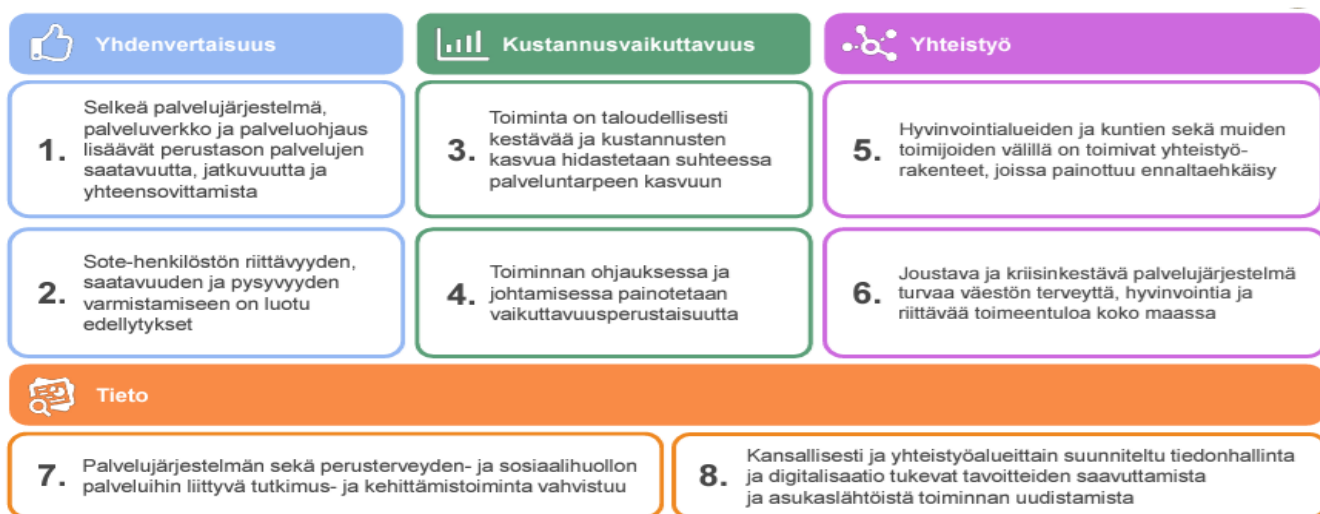 Yhdenvertaisuus
1.
Selkeä palvelujärjestelmä,
palveluverkko ja palveluohjaus
lisäävät perustason palvelujen
saatavuutta, jatkuvuutta ja
yhteensovittamista
2.
Sote-henkilöstön riittävyyden,
saatavuuden ja pysyvyyden
varmistamiseen on luotu
edellytykset
Kustannusvaikuttavuus
3.
Toiminta on taloudellisesti
kestävää ja kustannusten
kasvua hidastetaan suhteessa
palveluntarpeen kasvuun
4.
Toiminnan ohjauksessa ja
johtamisessa painotetaan
vaikuttavuusperustaisuutta
Yhteistyö
5.
Hyvinvointialueiden ja kuntien sekä muiden
toimijoiden välillä on toimivat yhteistyö-
rakenteet, joissa painottuu ennaltaehkäisy
6.
Joustava ja kriisinkestävä palvelujärjestelmä
turvaa väestön terveyttä, hyvinvointia ja
riittävää toimeentuloa koko maassa
Tieto
7.
Palvelujärjestelmän sekä perusterveyden- ja sosiaalihuollon
palveluihin liittyvä tutkimus- ja kehittämistoiminta vahvistuu
8.
Kansallisesti ja yhteistyöalueittain suunniteltu tiedonhallinta
ja digitalisaatio tukevat tavoitteiden saavuttamista
ja asukaslähtöistä toiminnan uudistamista